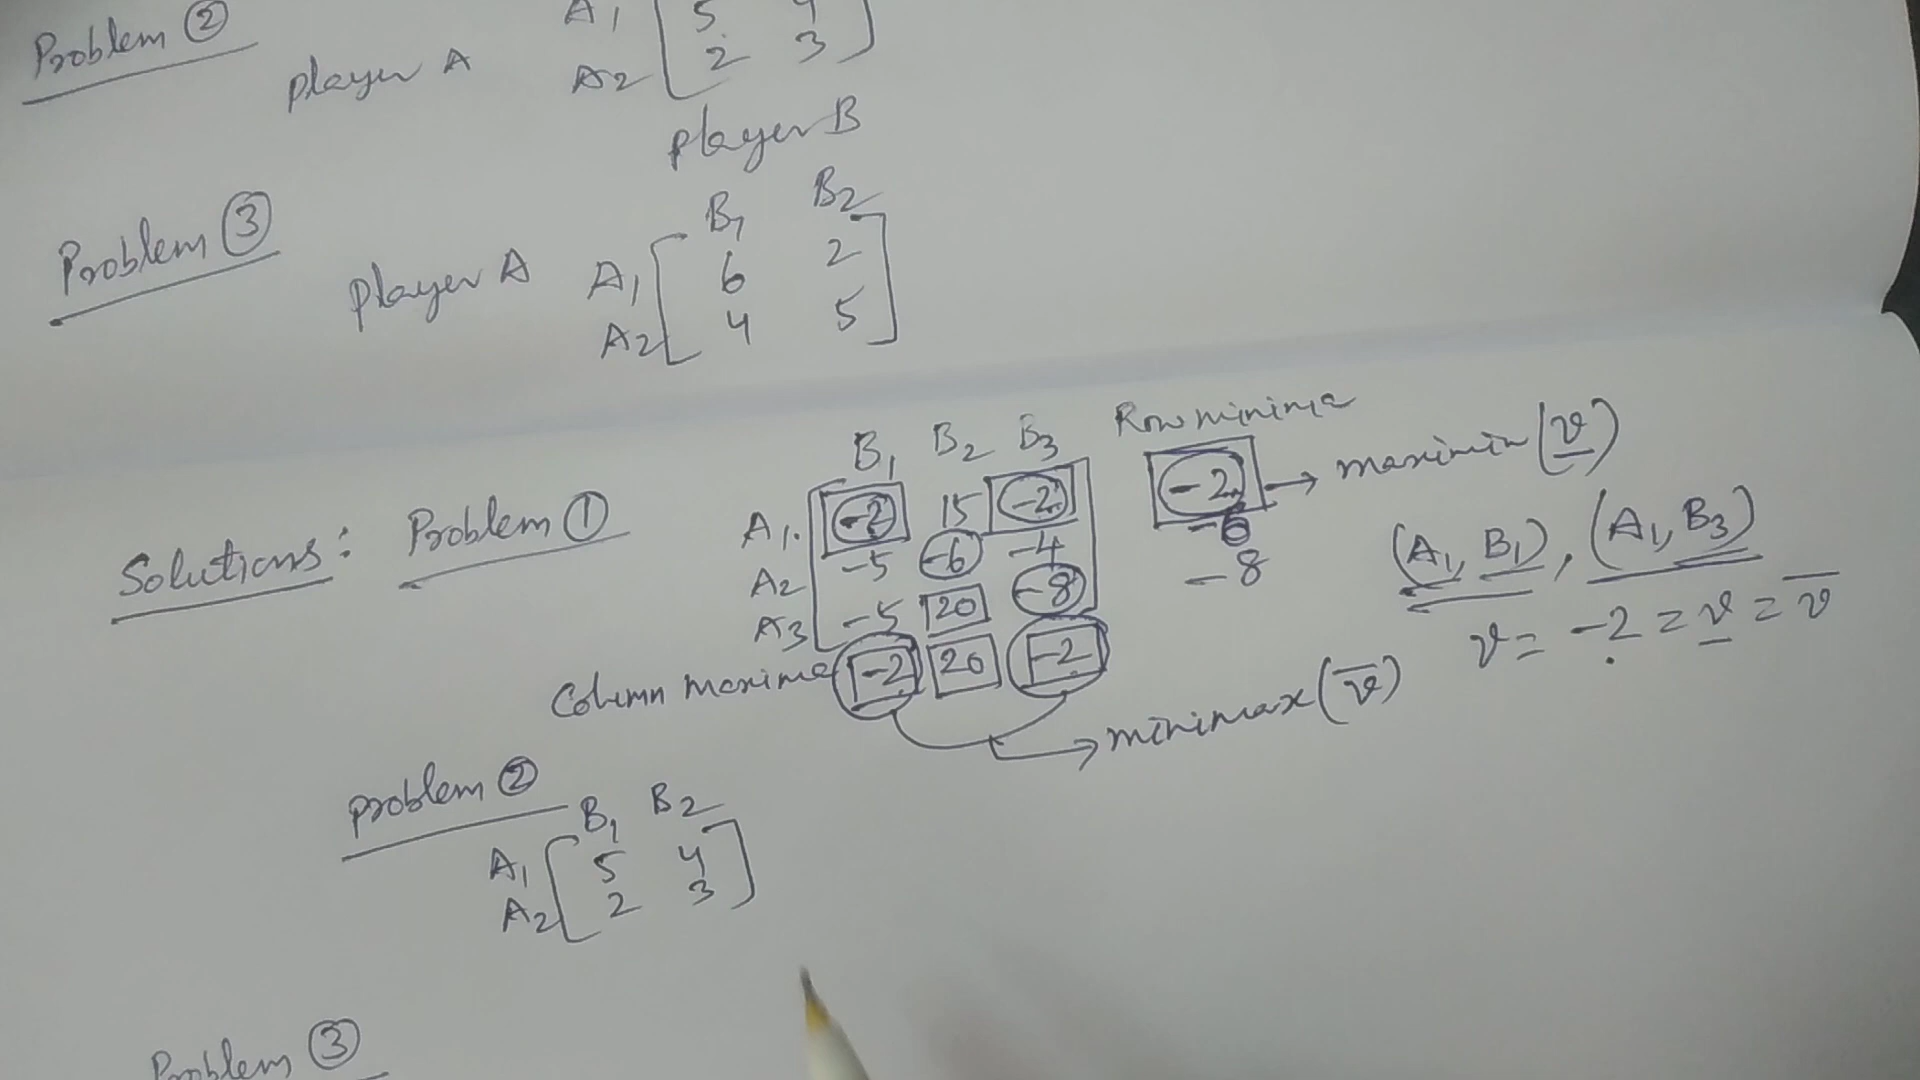 Problem ②
Player A
A1 [ 5 4
A2 2 3 ]
Player B
Problem ③
B1 B2
Player A A1 [ 6 2
A2 4 5 ]
Solutions: Problem ①
B1 B2 B3 Row minima
A1 -2 15 -2 -2 → maximin (v)
A2 -5 -6 -4 -6
A3 -5 20 -8 -8
Column maxima -2 20 -2 → minimax (v̅)
(A1, B1), (A1, B3)
v = -2 = v = v̅
problem ②
B1 B2
A1 [ 5 4
A2 2 3 ]
Problem ③